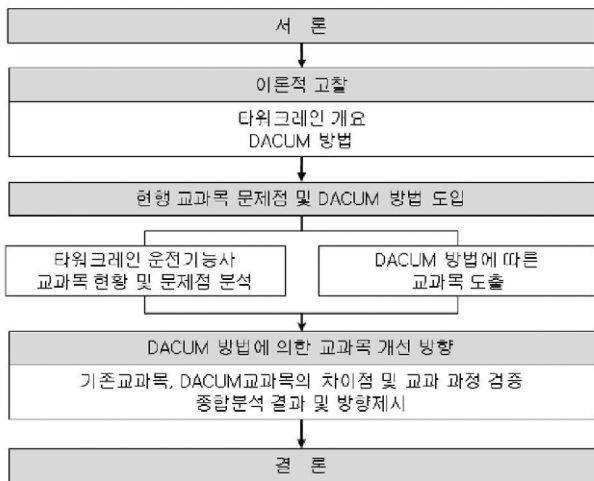 서 론
이론적 고찰
타워크레인 개요
DACUM 방법
현행 교과목 문제점 및 DACUM 방법 도입
타워크레인 운전기능사
교과목 현황 및 문제점 분석
DACUM 방법에 따른
교과목 도출
DACUM 방법에 의한 교과목 개선 방향
기존교과목, DACUM교과목의 차이점 및 교과 과정 검증
종합분석 결과 및 방향제시
결 론